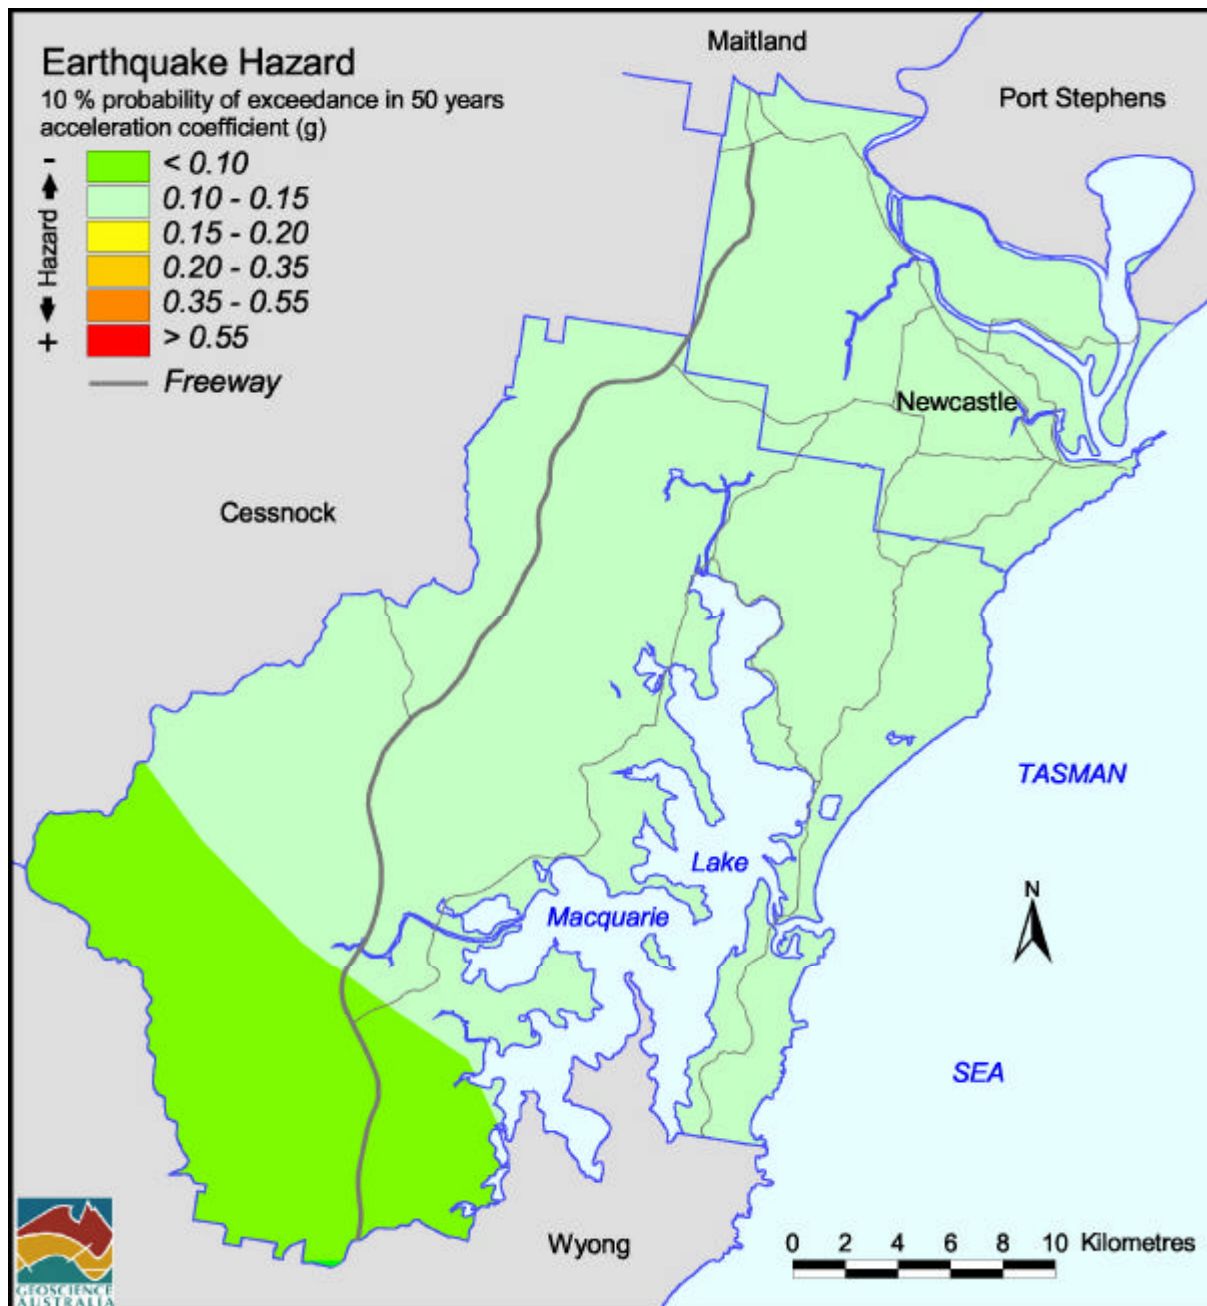 Earthquake Hazard
10 % probability of exceedance in 50 years
acceleration coefficient (g)
-
< 0.10
0.10 - 0.15
0.15 - 0.20
0.20 - 0.35
0.35 - 0.55
> 0.55
+
Hazard
Freeway
Maitland
Port Stephens
Newcastle
Cessnock
TASMAN
Lake
Macquarie
N
SEA
Wyong
0 2 4 6 8 10 Kilometres
GEOSCIENCE
AUSTRALIA